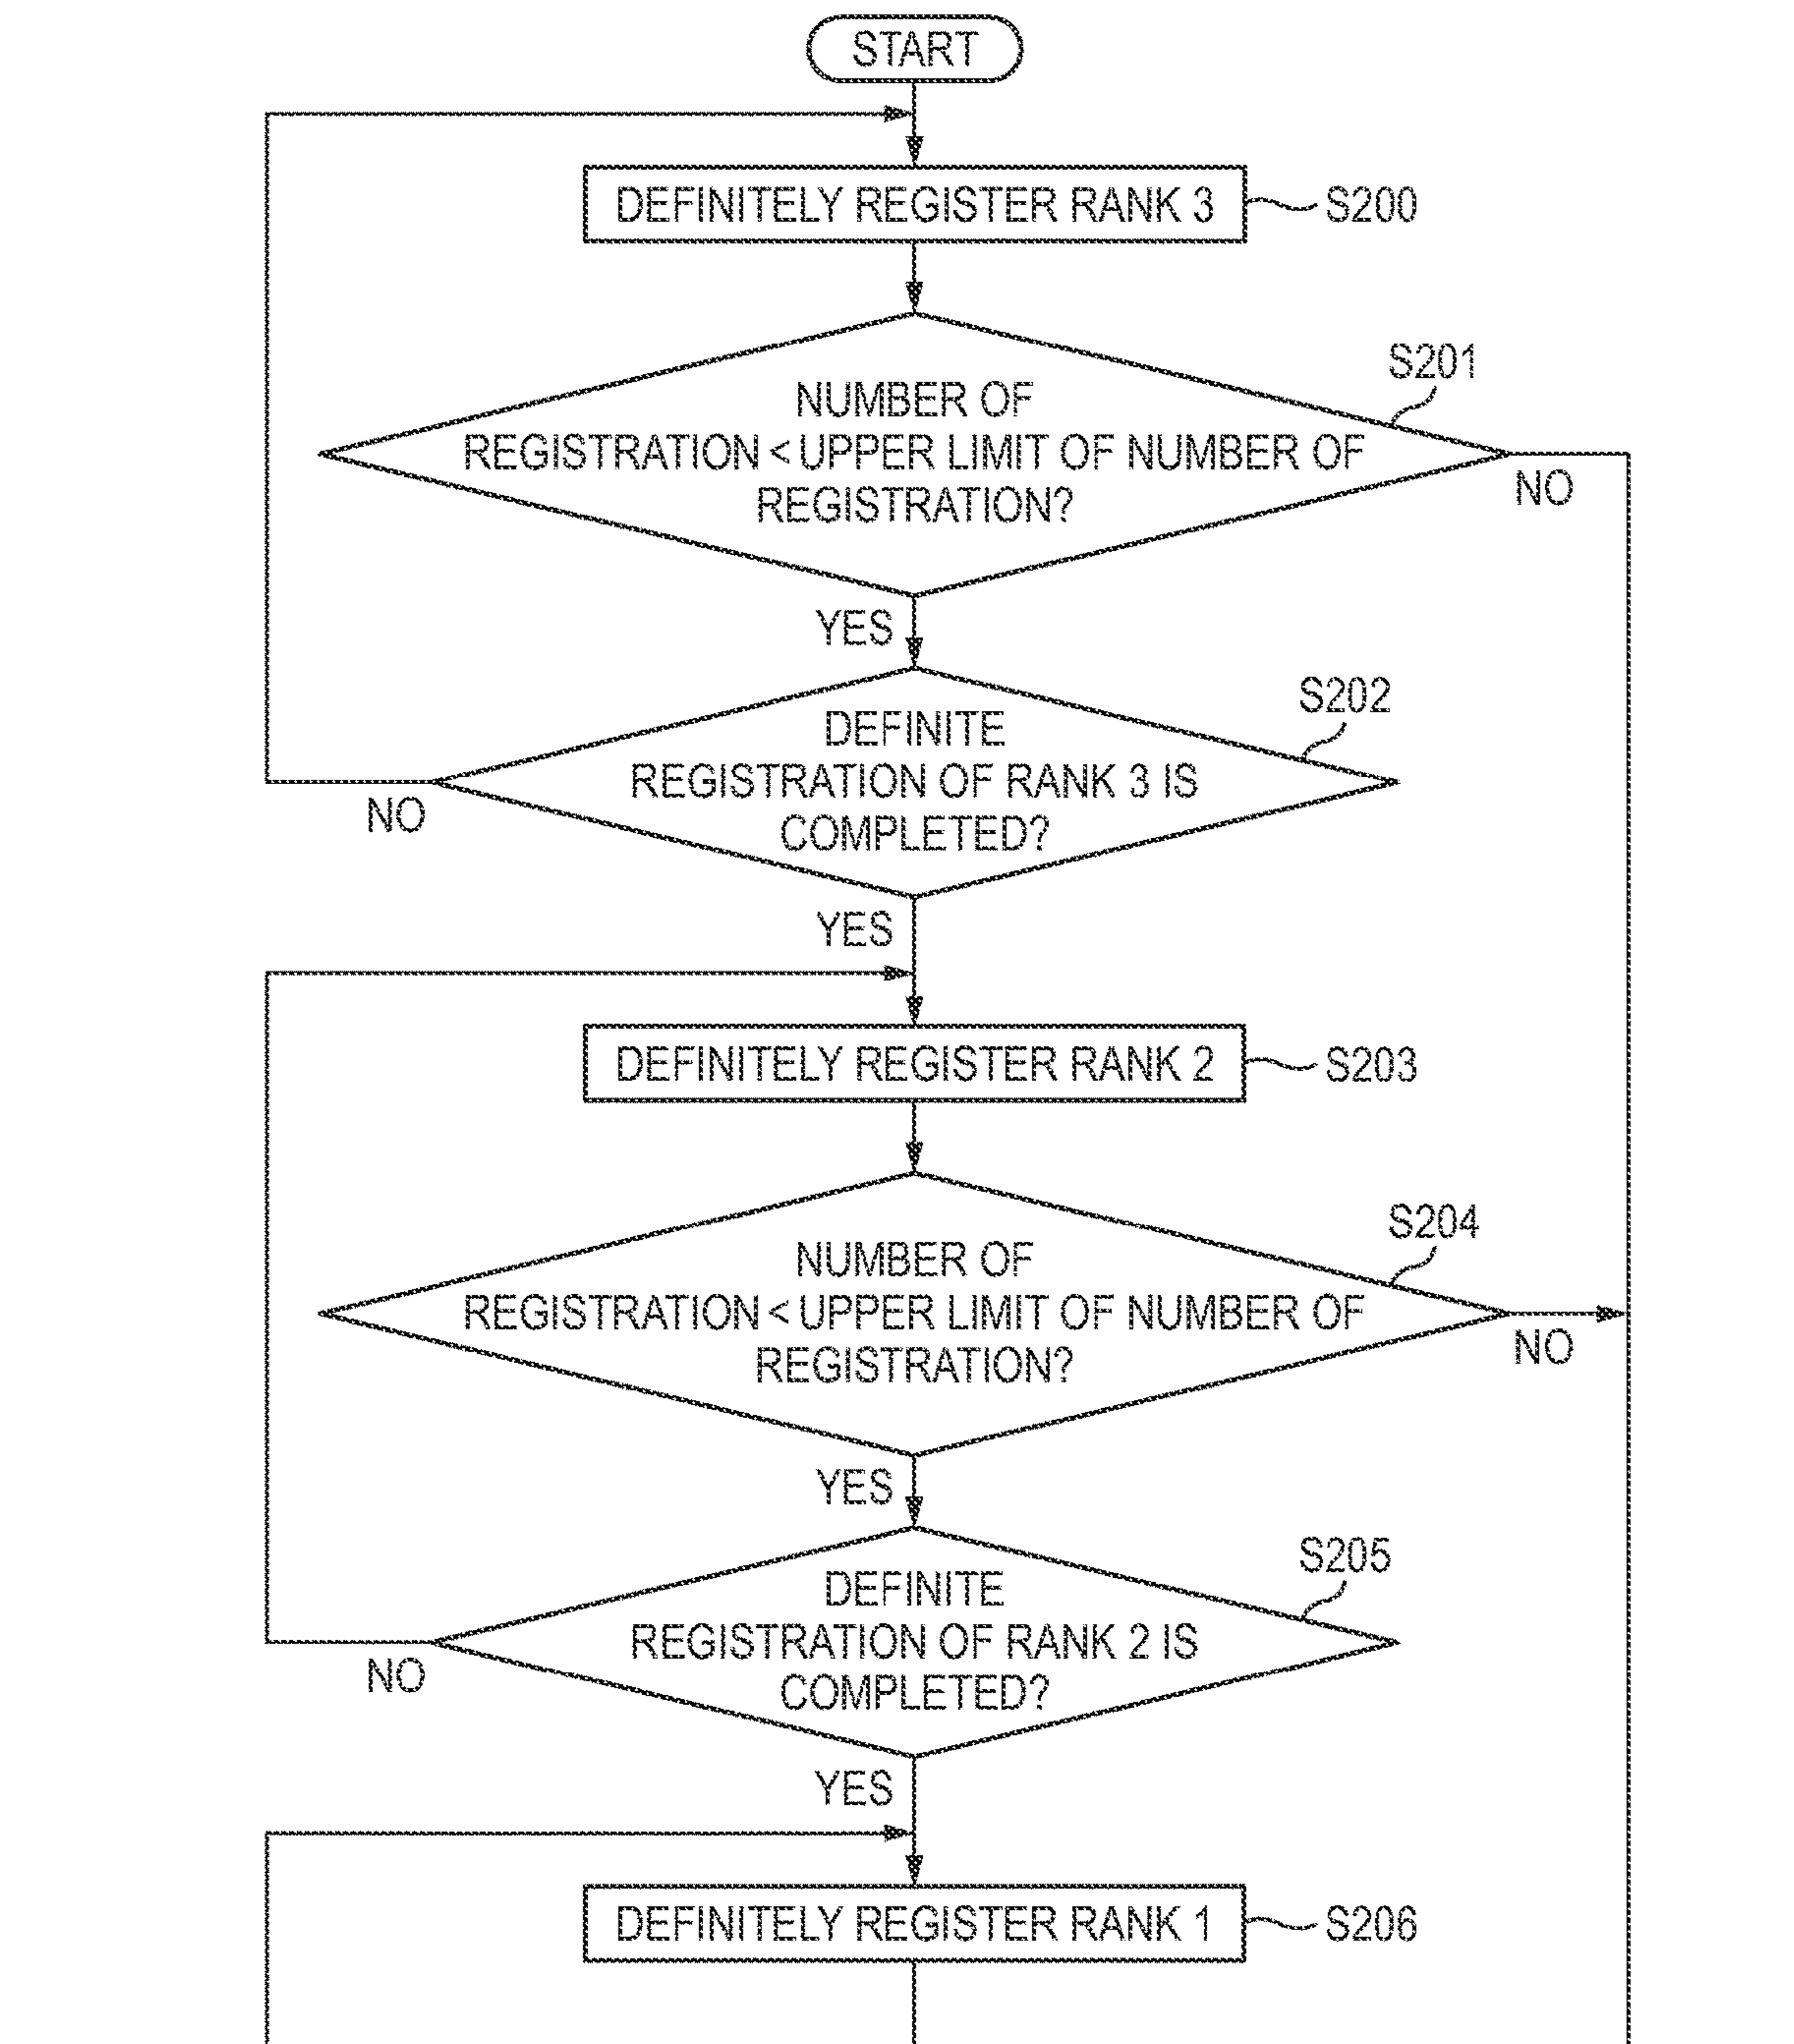 START
DEFINITELY REGISTER RANK 3
S200
S201
NUMBER OF
REGISTRATION < UPPER LIMIT OF NUMBER OF
REGISTRATION?
NO
YES
S202
DEFINITE
REGISTRATION OF RANK 3 IS
COMPLETED?
NO
YES
DEFINITELY REGISTER RANK 2
S203
S204
NUMBER OF
REGISTRATION < UPPER LIMIT OF NUMBER OF
REGISTRATION?
NO
YES
S205
DEFINITE
REGISTRATION OF RANK 2 IS
COMPLETED?
NO
YES
DEFINITELY REGISTER RANK 1
S206